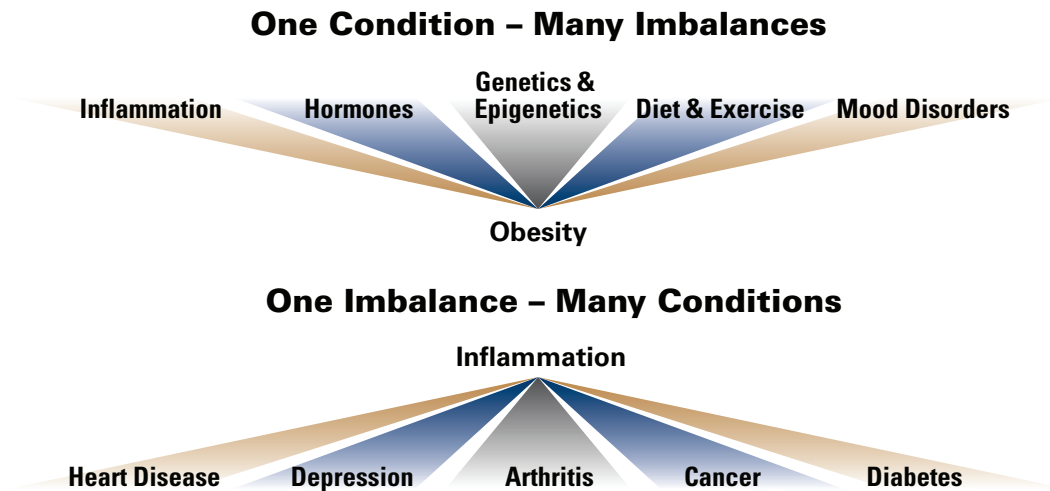 One Condition – Many Imbalances
Inflammation
Hormones
Genetics &
Epigenetics
Diet & Exercise
Mood Disorders
Obesity
One Imbalance – Many Conditions
Inflammation
Heart Disease
Depression
Arthritis
Cancer
Diabetes